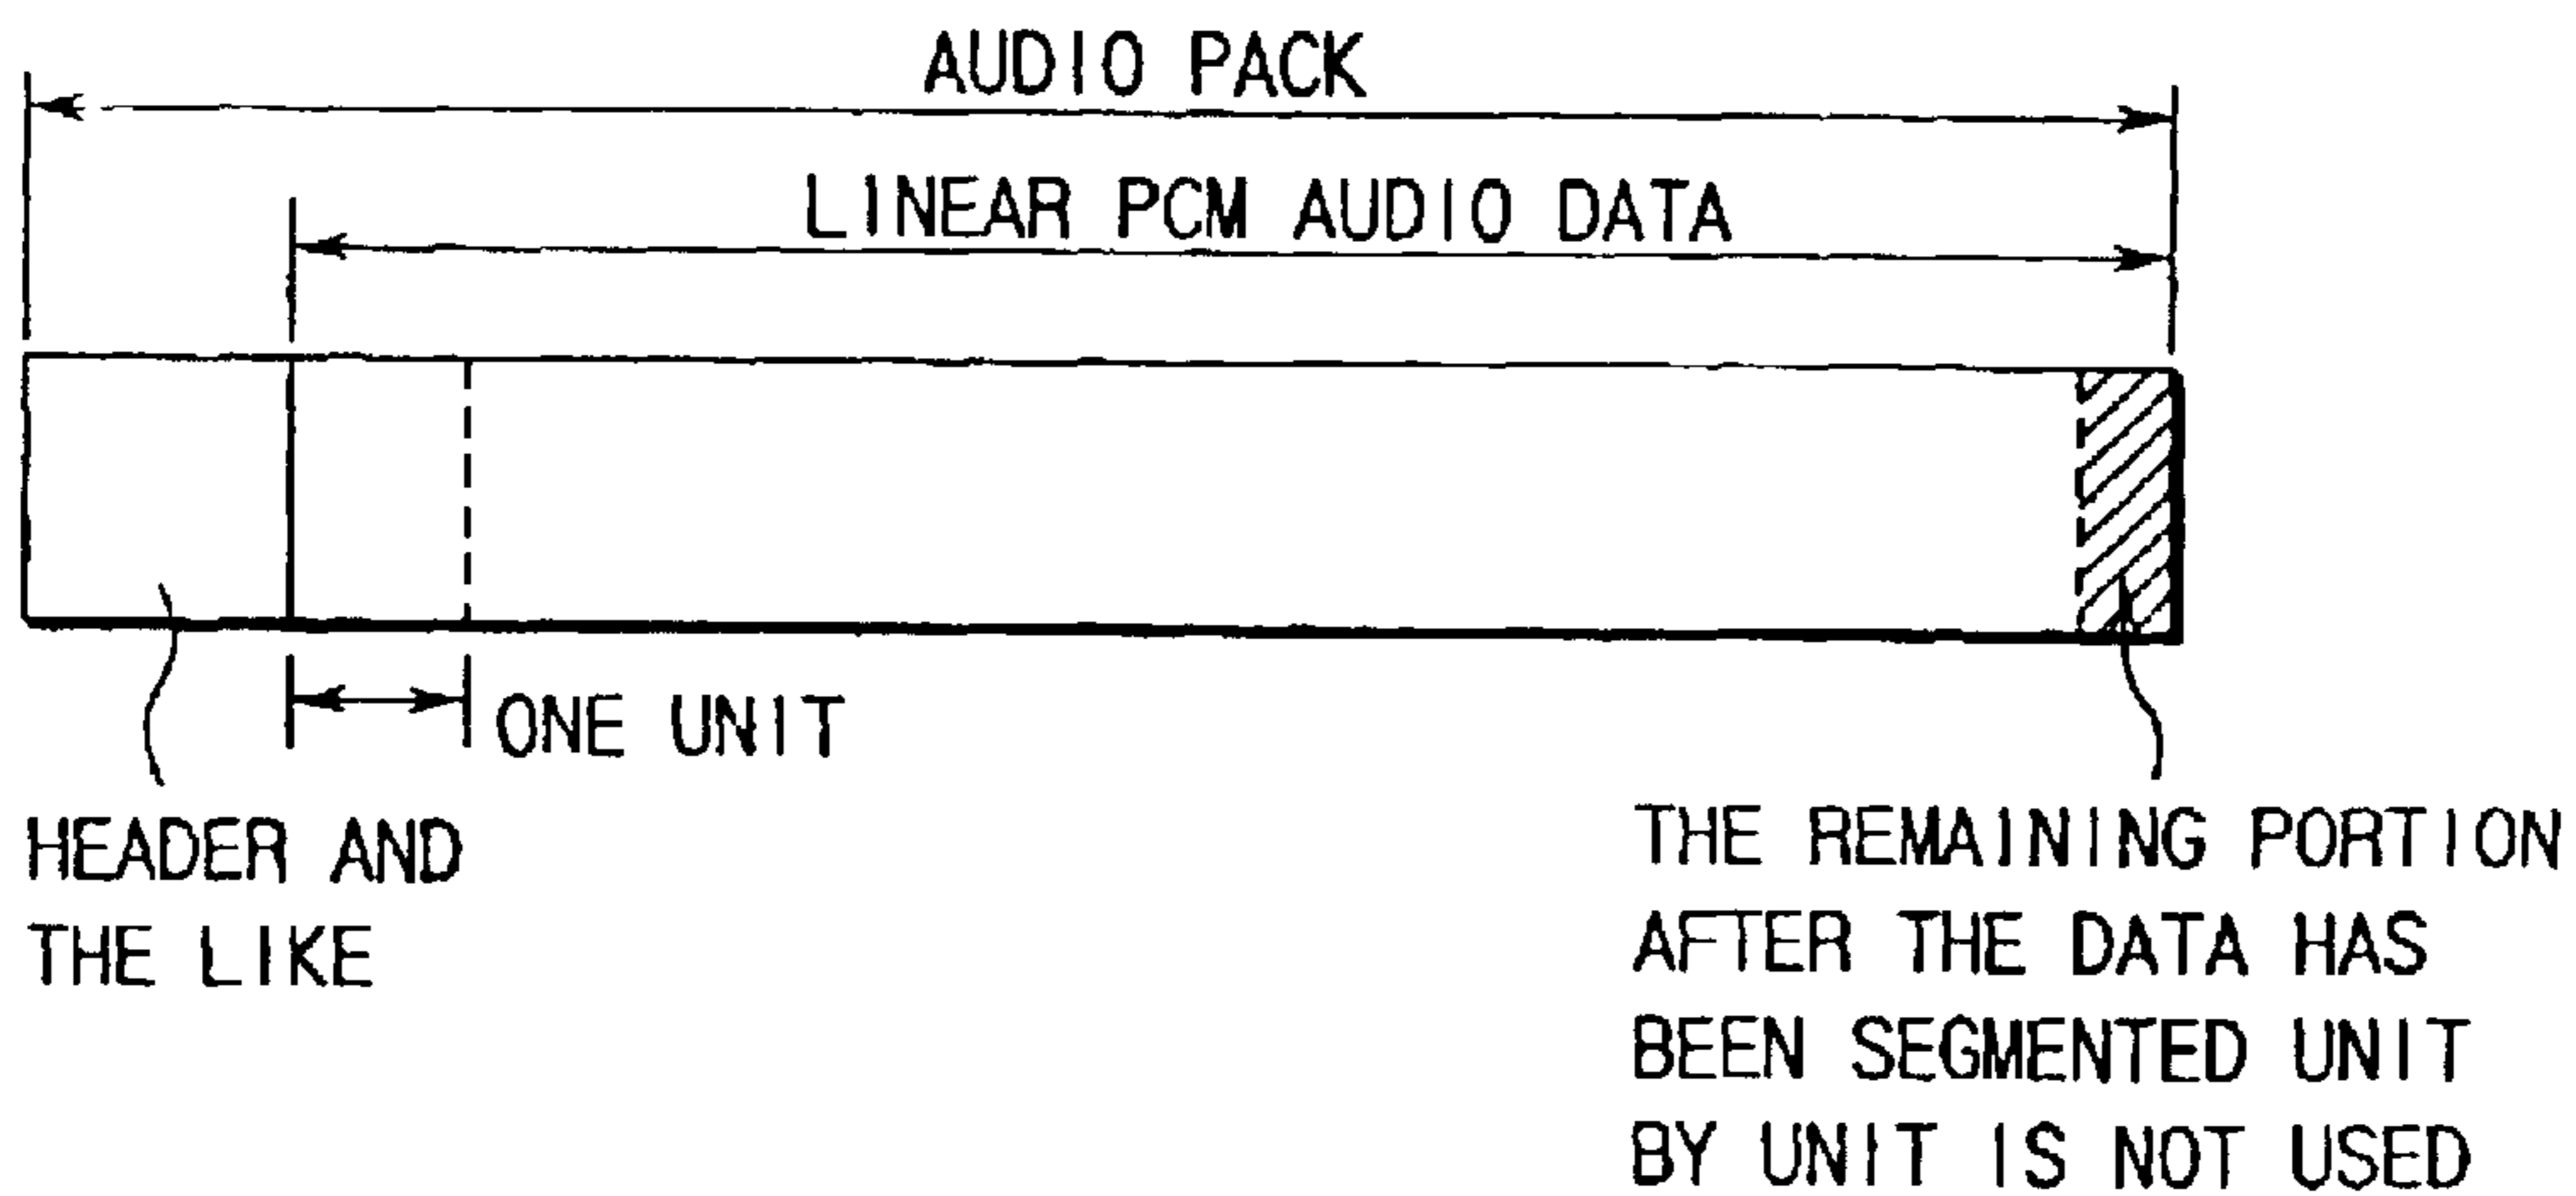 AUDIO PACK
LINEAR PCM AUDIO DATA
ONE UNIT
HEADER AND
THE LIKE
THE REMAINING PORTION
AFTER THE DATA HAS
BEEN SEGMENTED UNIT
BY UNIT IS NOT USED